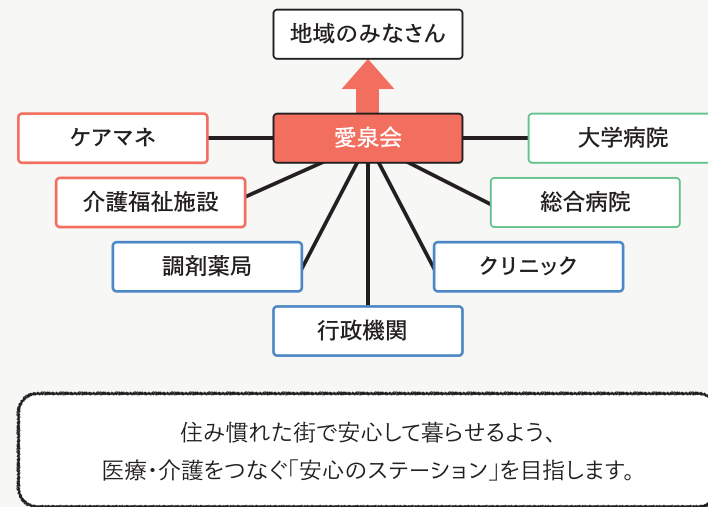 地域のみなさん
ケアマネ
愛泉会
大学病院
介護福祉施設
総合病院
調剤薬局
クリニック
行政機関
住み慣れた街で安心して暮らせるよう、
医療・介護をつなぐ「安心のステーション」を目指します。